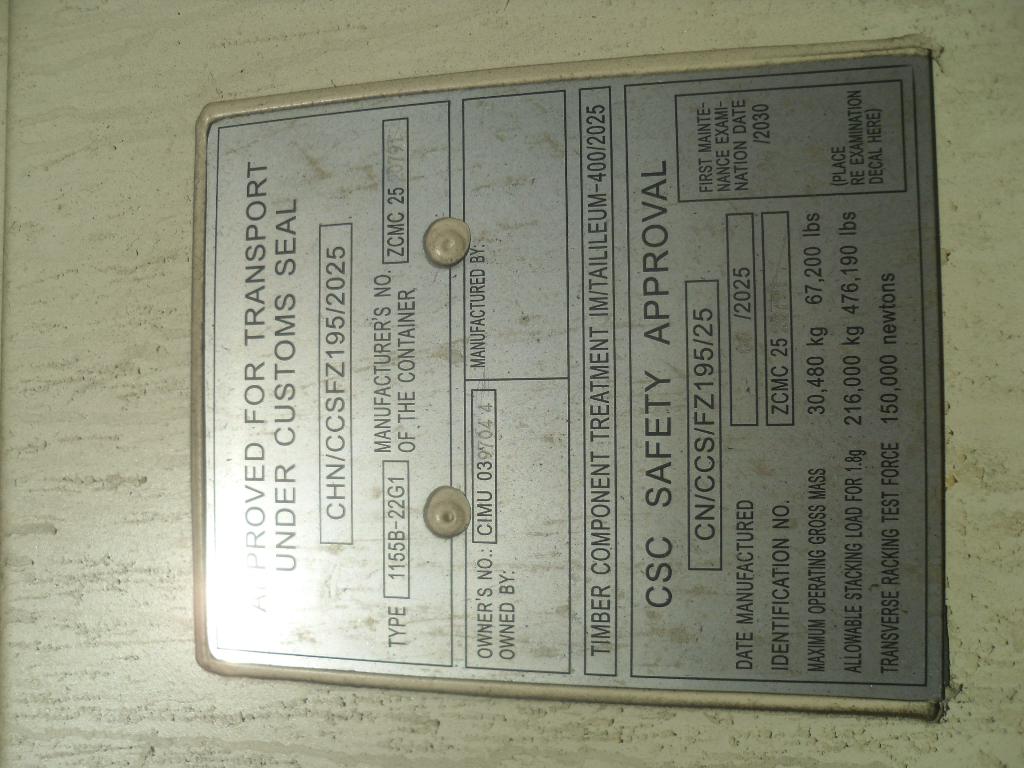 APPROVED FOR TRANSPORT
UNDER CUSTOMS SEAL
CHN/CCSFZ195/2025
TYPE 1155B-22G1 MANUFACTURER'S NO. OF THE CONTAINER ZCMC 25
OWNER'S NO.: CIMU
OWNED BY:
MANUFACTURED BY:
TIMBER COMPONENT TREATMENT IM/TAILILEUM-400/2025
CSC SAFETY APPROVAL
CN/CCS/FZ195/25
DATE MANUFACTURED /2025
IDENTIFICATION NO. ZCMC 25
MAXIMUM OPERATING GROSS MASS 30,480 kg 67,200 lbs
ALLOWABLE STACKING LOAD FOR 1.8g 216,000 kg 476,190 lbs
TRANSVERSE RACKING TEST FORCE 150,000 newtons
FIRST MAINTE-
NANCE EXAMI-
NATION DATE
/2030
(PLACE
RE EXAMINATION
DECAL HERE)